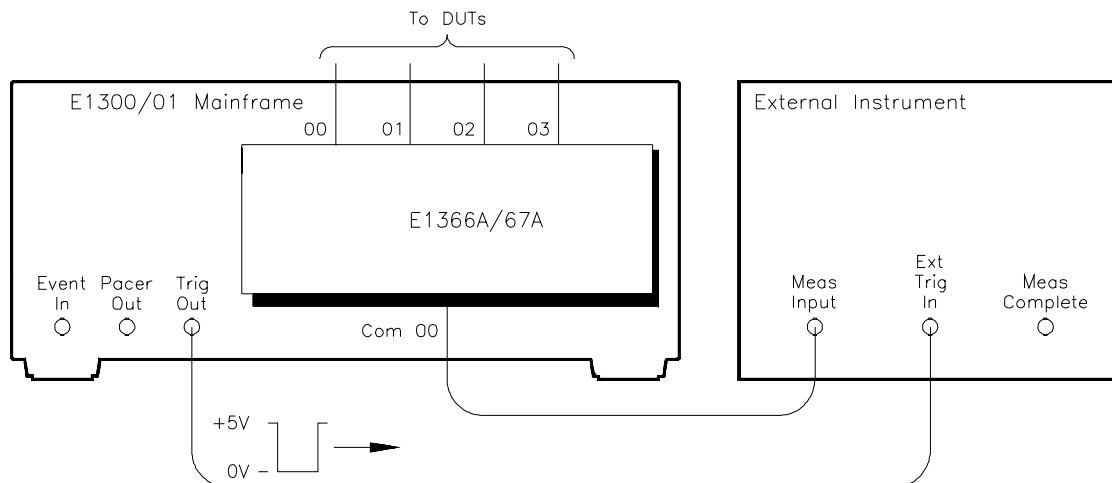 To DUTs
E1300/01 Mainframe
External Instrument
00 01 02 03
E1366A/67A
Event
In
Pacer
Out
Trig
Out
Meas
Input
Ext
Trig
In
Meas
Complete
Com 00
+5V
0V